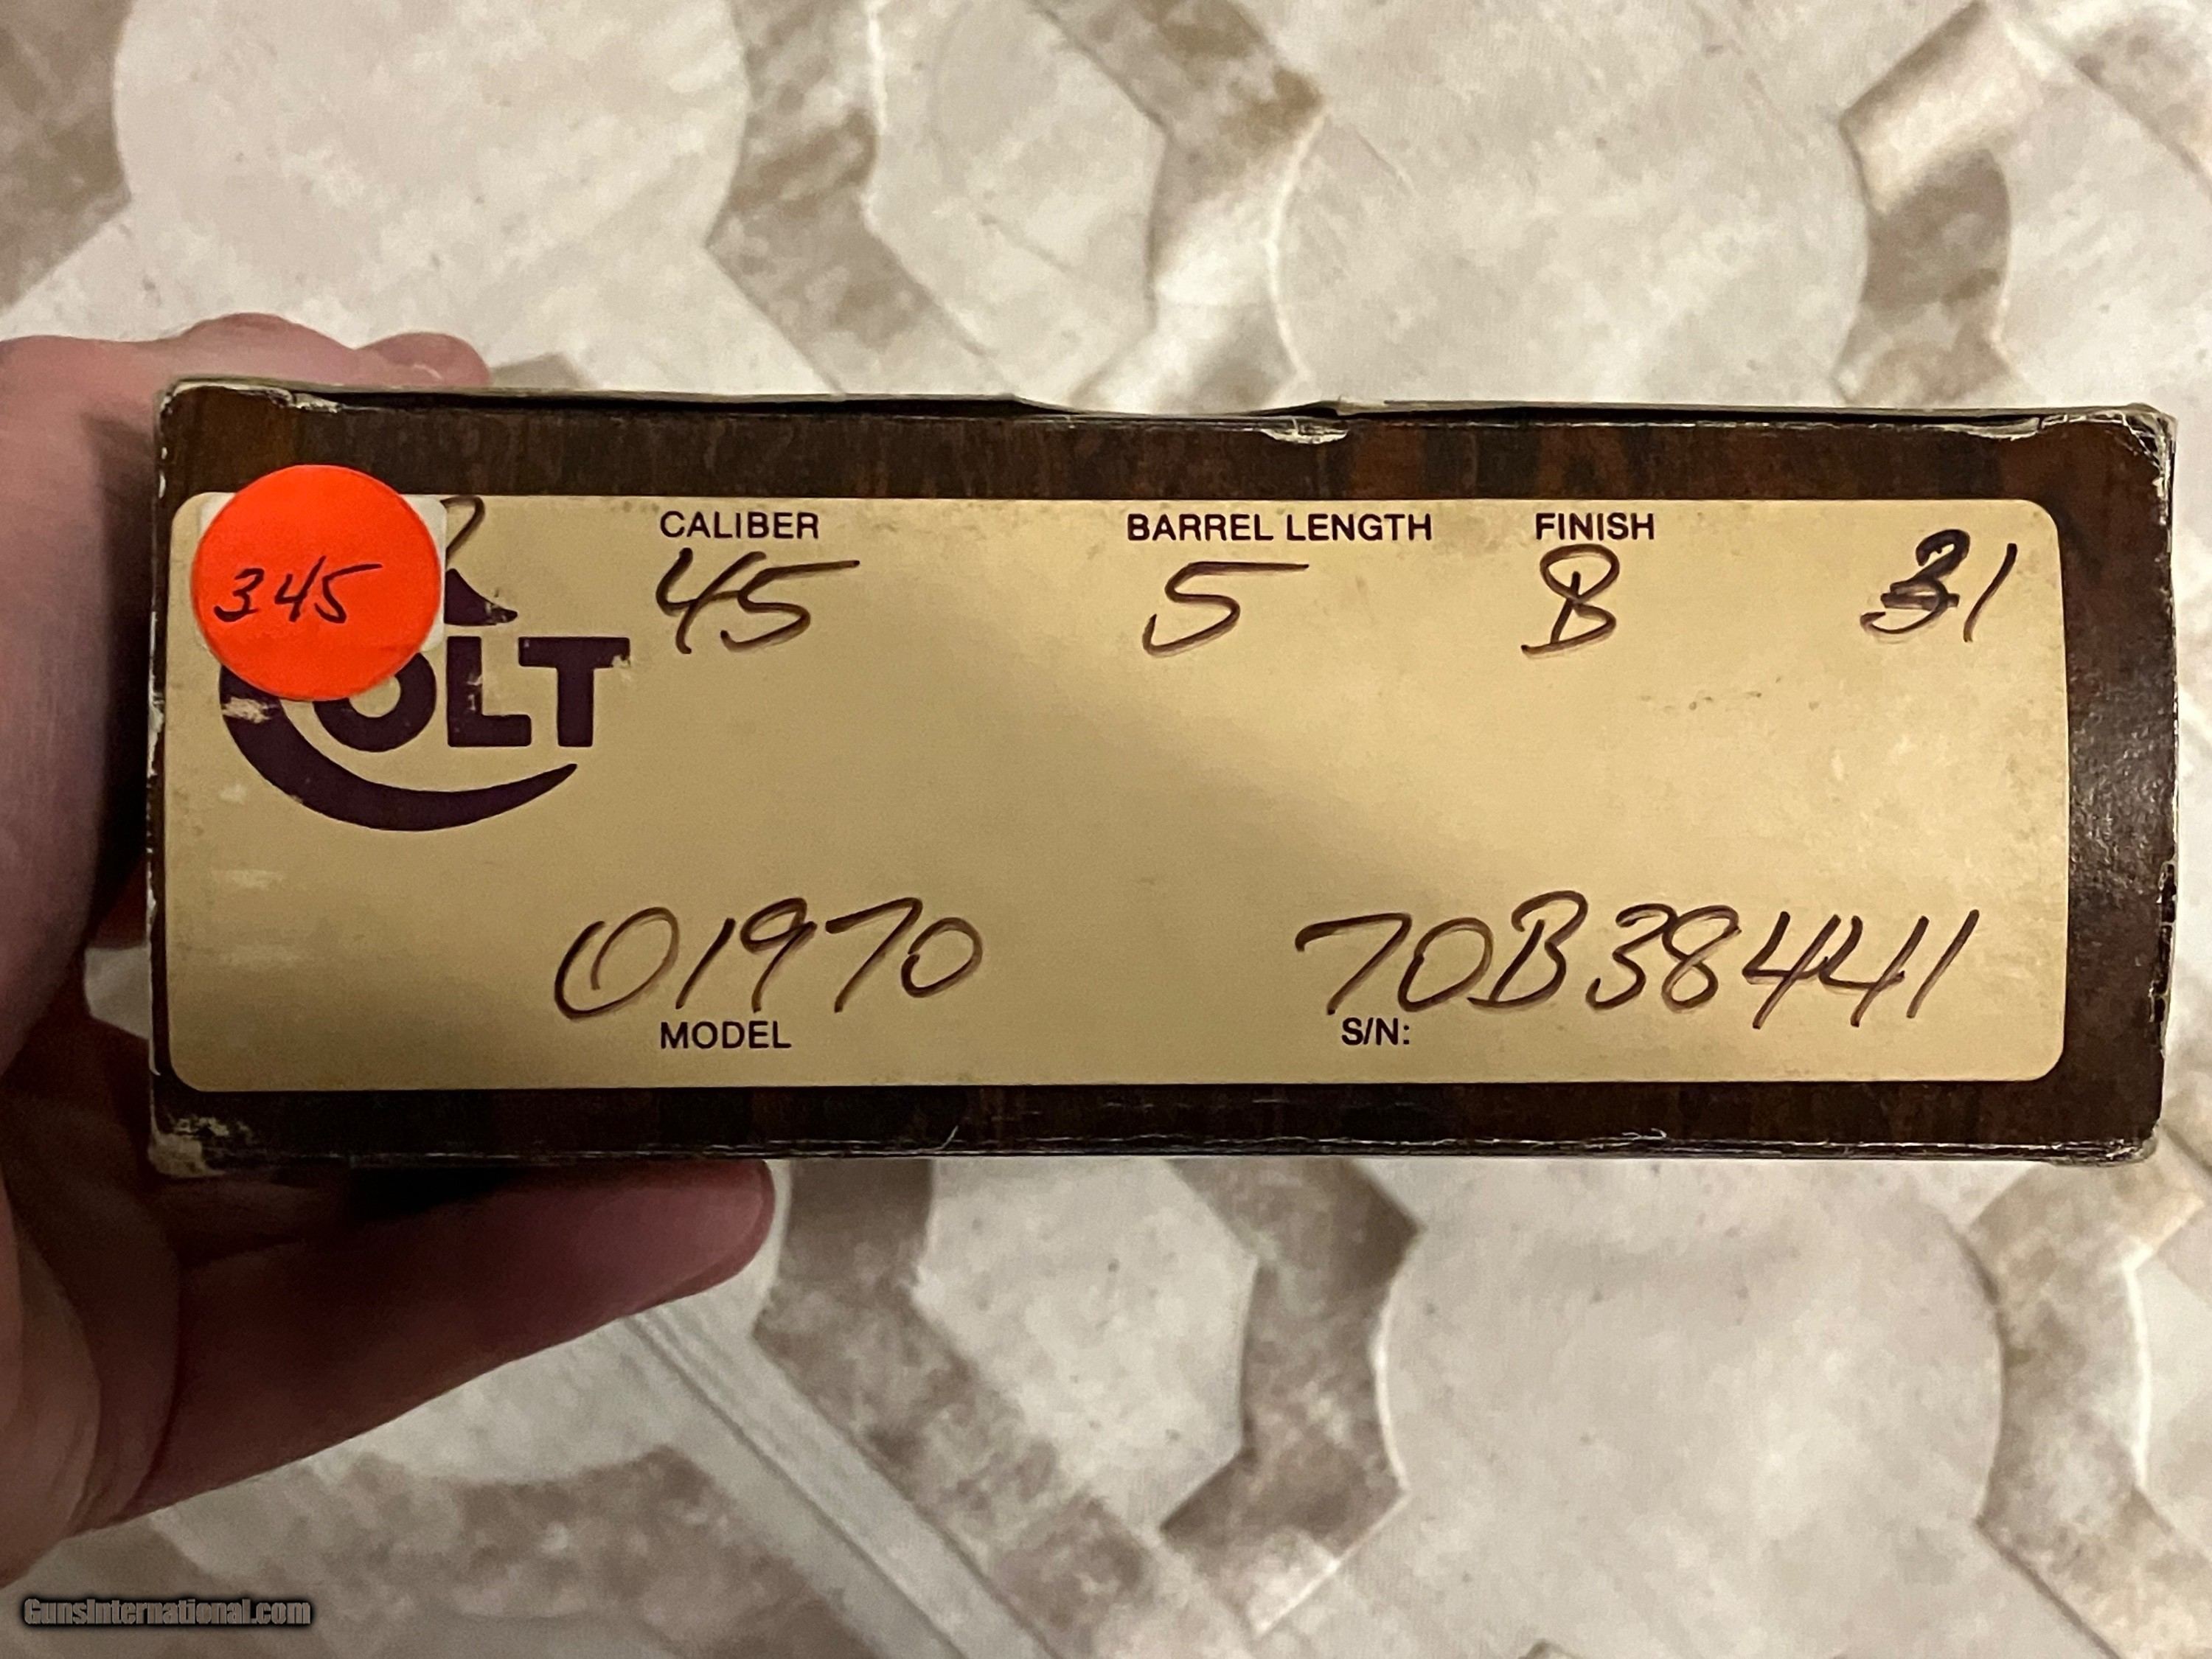 CALIBER BARREL LENGTH FINISH
345 45 5 B 31
OLT
01970 70B38441
MODEL S/N:
GunsInternational.com